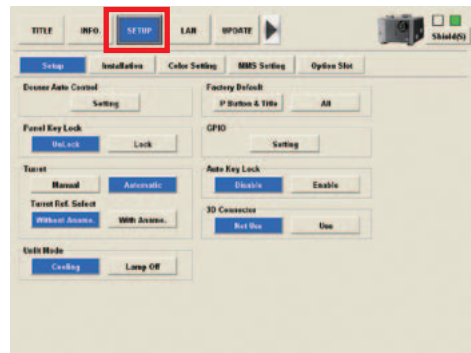 TITLE INFO. SETUP LAN UPDATE Shield(S)
Setup Installation Color Setting MMS Setting Option Slot
Douser Auto Control
Setting
Factory Default
P Button & Title All
Panel Key Lock
UnLock Lock
GPIO
Setting
Turret
Manual Automatic
Turret Ref. Select
Without Anamo. With Anamo.
Auto Key Lock
Disable Enable
3D Connector
Not Use Use
Unlit Mode
Cooling Lamp Off